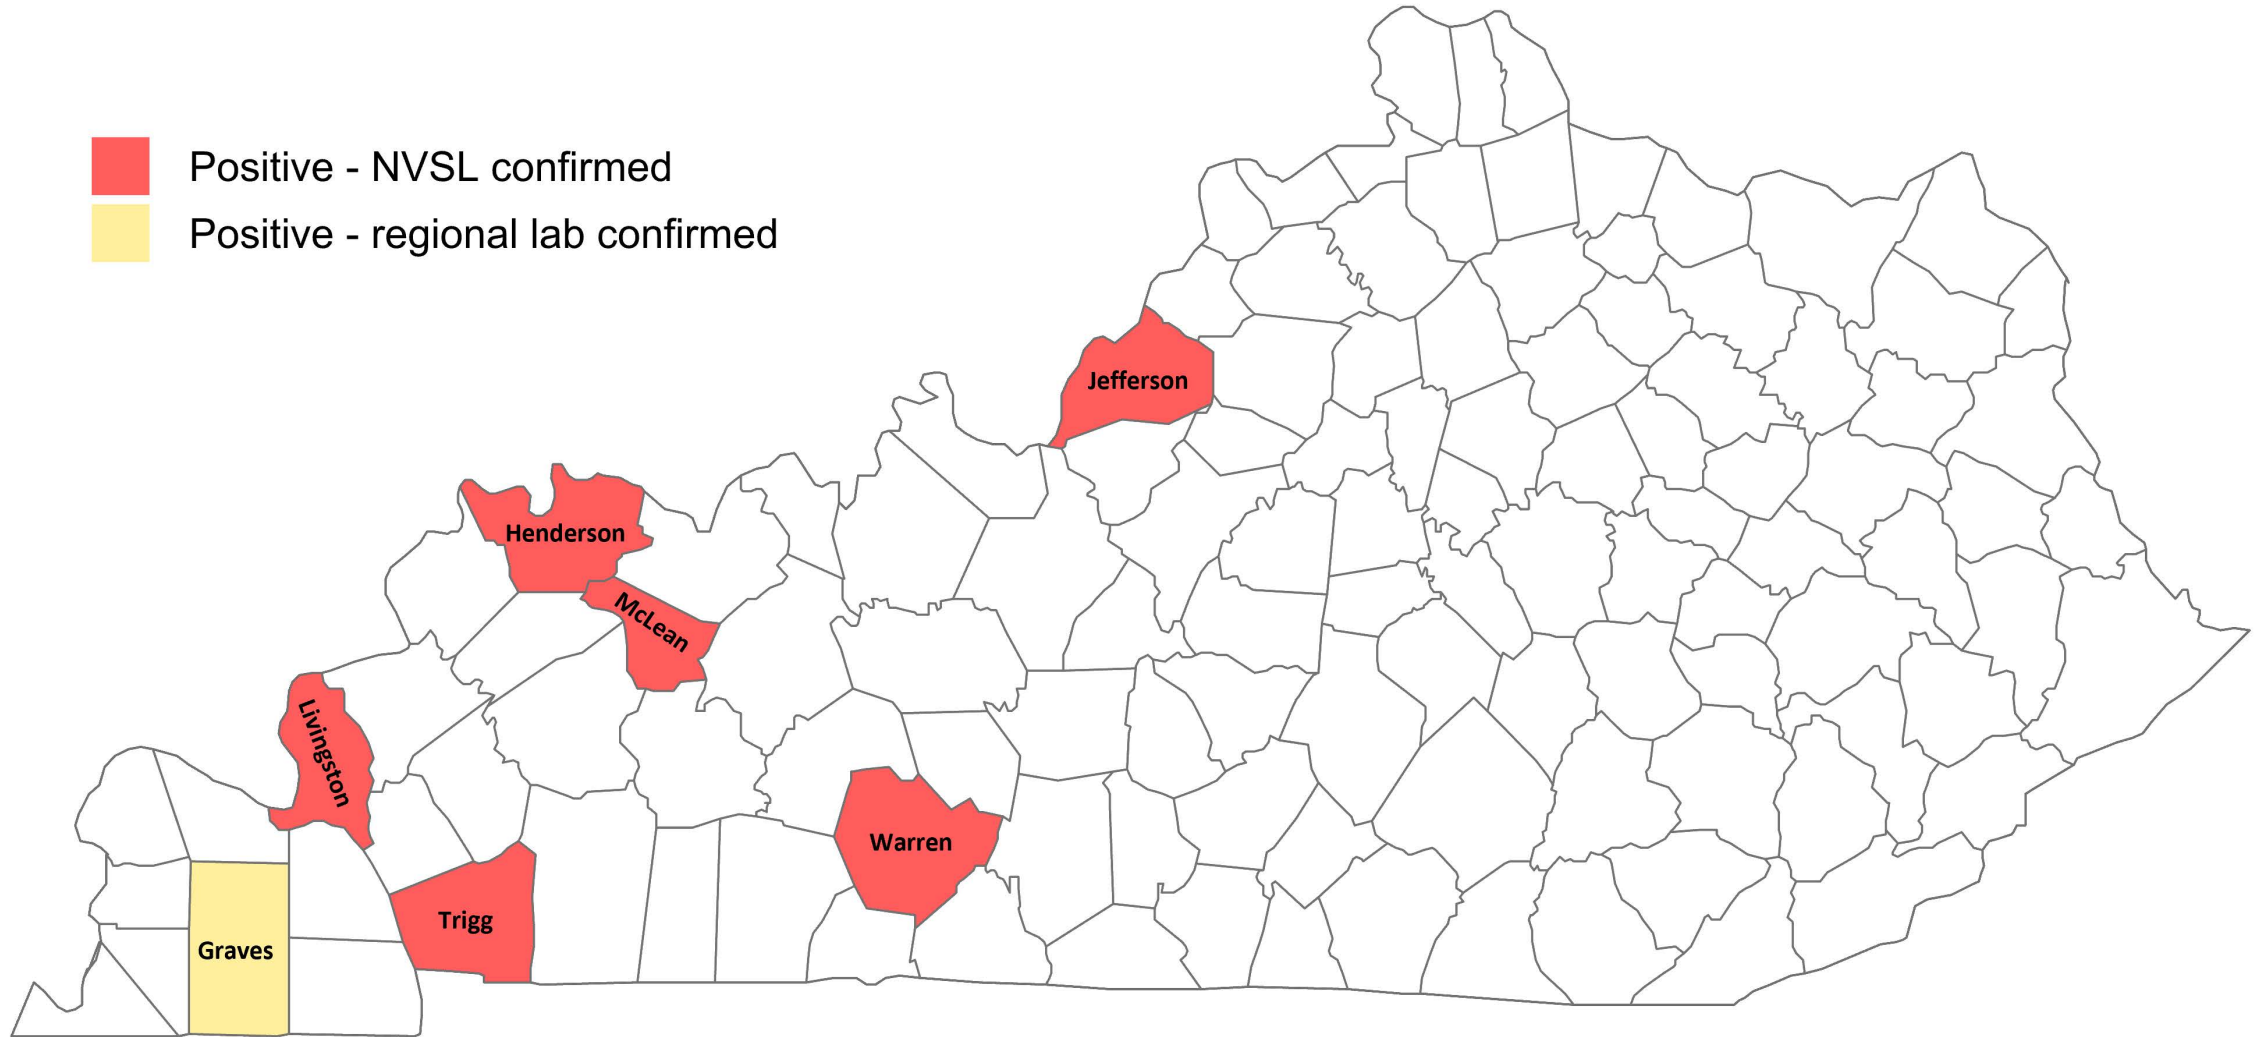 Positive - NVSL confirmed
Positive - regional lab confirmed
Jefferson
Henderson
McLean
Livingston
Warren
Trigg
Graves